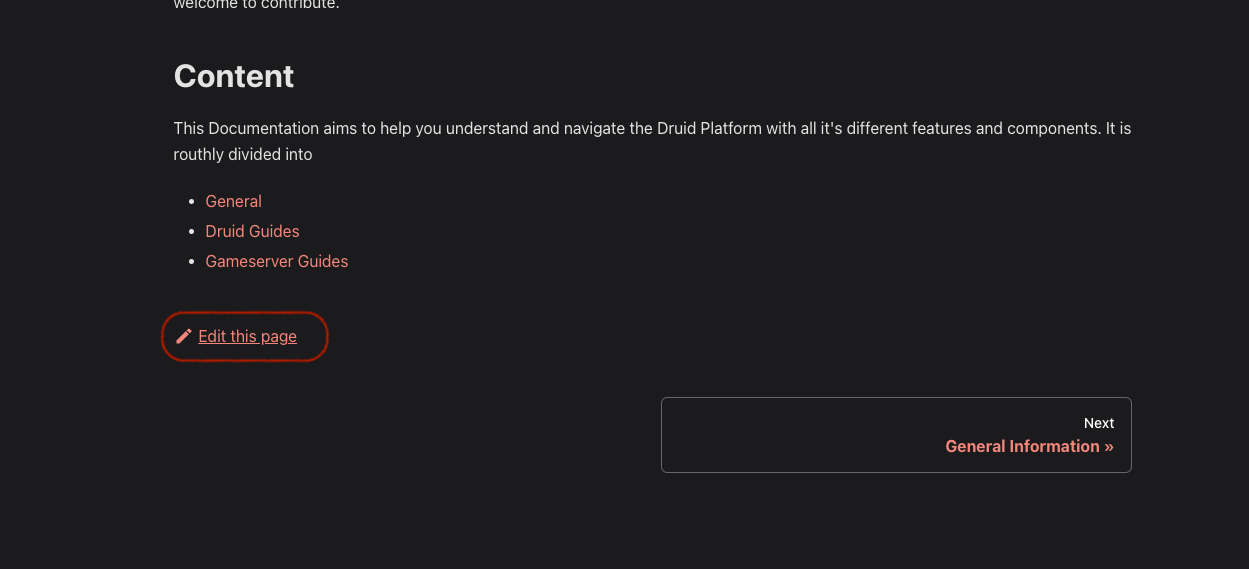 welcome to contribute.
Content
This Documentation aims to help you understand and navigate the Druid Platform with all it's different features and components. It is
routhly divided into
General
Druid Guides
Gameserver Guides
Edit this page
Next
General Information »